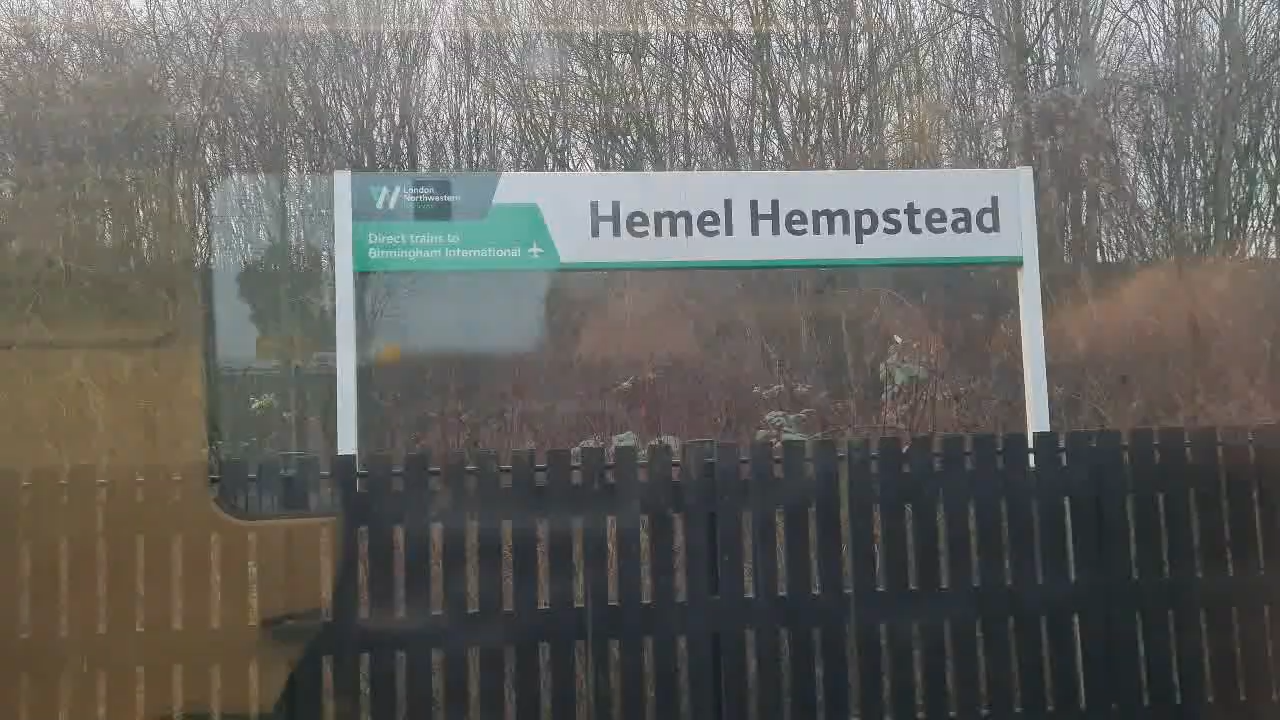 London
Northwestern
Direct trains to
Birmingham International
Hemel Hempstead